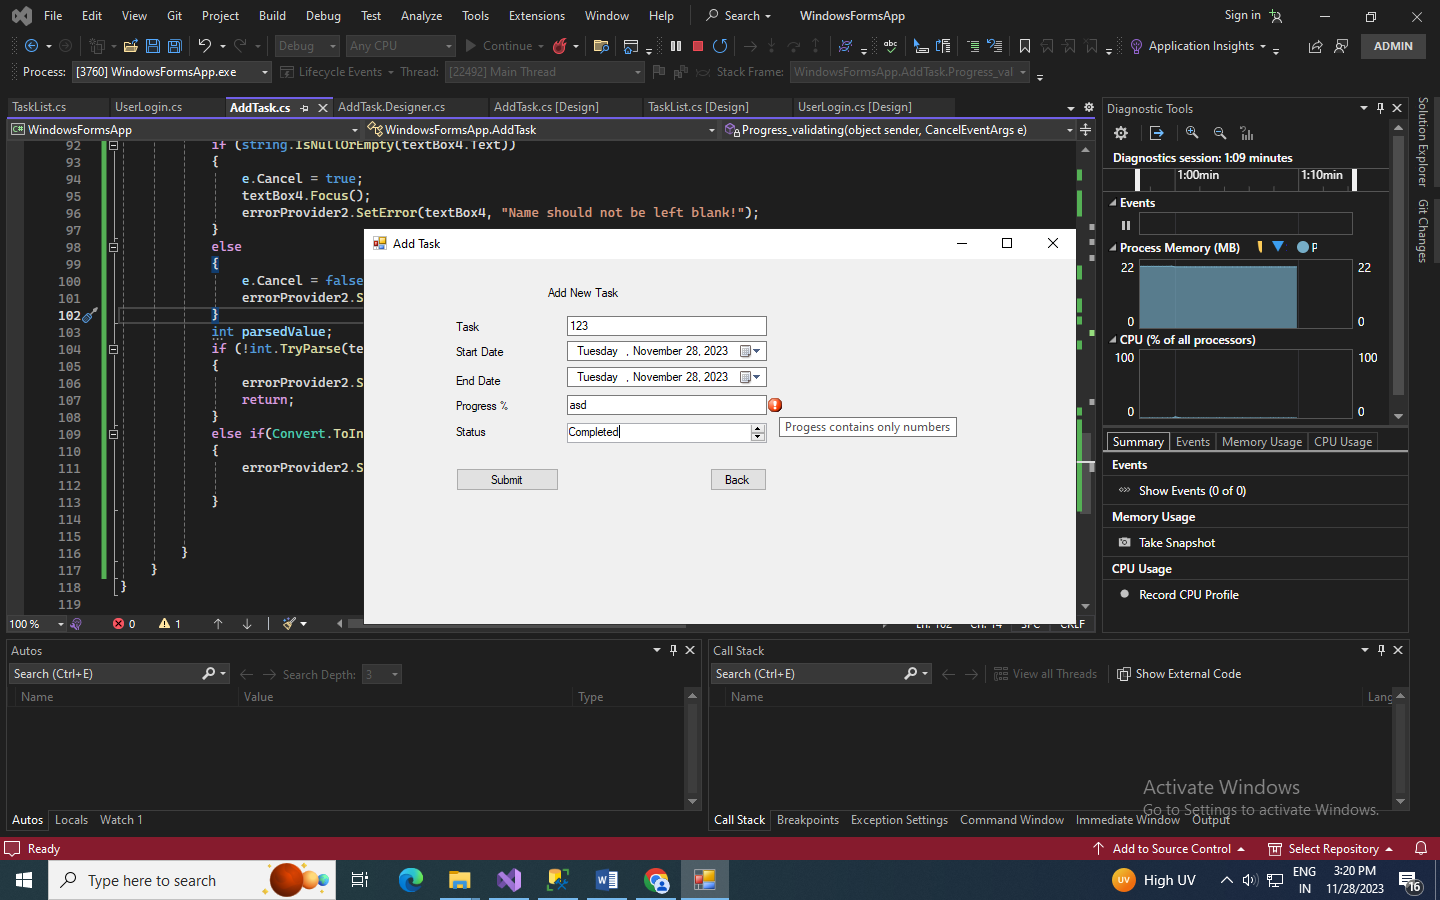 File Edit View Git Project Build Debug Test Analyze Tools Extensions Window Help Search WindowsFormsApp Sign in
Debug Any CPU Continue Application Insights ADMIN
Process: [3760] WindowsFormsApp.exe Lifecycle Events Thread: [22492] Main Thread Stack Frame: WindowsFormsApp.AddTask.Progress_val
TaskList.cs UserLogin.cs AddTask.cs AddTask.Designer.cs AddTask.cs [Design] TaskList.cs [Design] UserLogin.cs [Design]
WindowsFormsApp WindowsFormsApp.AddTask Progress_validating(object sender, CancelEventArgs e)
92 if (string.IsNullOrEmpty(textBox4.Text))
93 {
94 e.Cancel = true;
95 textBox4.Focus();
96 errorProvider2.SetError(textBox4, "Name should not be left blank!");
97 }
98 else
99 {
100 e.Cancel = false
101 errorProvider2.S
102 }
103 int parsedValue;
104 if (!int.TryParse(te
105 {
106 errorProvider2.S
107 return;
108 }
109 else if(Convert.ToIn
110 {
111 errorProvider2.S
112
113 }
114
115
116 }
117 }
118 }
119
100 % 0 1 Ln: 102 Ch: 14 SPC CRLF
Add Task
Add New Task
Task 123
Start Date Tuesday , November 28, 2023
End Date Tuesday , November 28, 2023
Progress % asd
Progess contains only numbers
Status Completed
Submit Back
Diagnostic Tools
Diagnostics session: 1:09 minutes
1:00min 1:10min
Events
Process Memory (MB) P
22 22
0 0
CPU (% of all processors)
100 100
0 0
Summary Events Memory Usage CPU Usage
Events
Show Events (0 of 0)
Memory Usage
Take Snapshot
CPU Usage
Record CPU Profile
Solution Explorer
Git Changes
Autos
Search (Ctrl+E) Search Depth: 3
Name Value Type
Autos Locals Watch 1
Call Stack
Search (Ctrl+E) View all Threads Show External Code
Name Lang
Activate Windows
Go to Settings to activate Windows.
Call Stack Breakpoints Exception Settings Command Window Immediate Window Output
Ready Add to Source Control Select Repository
Type here to search UV High UV ENG IN 3:20 PM 11/28/2023 16